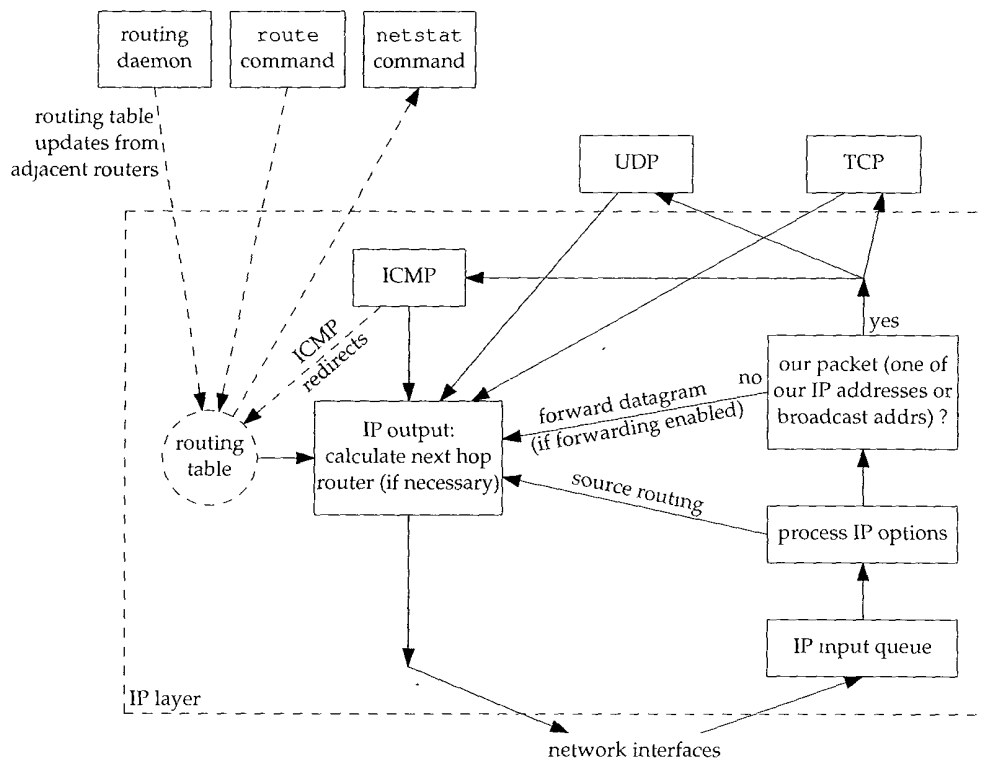 routing
daemon
route
command
netstat
command
routing table
updates from
adjacent routers
UDP
TCP
ICMP
ICMP
redirects
yes
our packet (one of
our IP addresses or
broadcast addrs) ?
no
forward datagram
(if forwarding enabled)
routing
table
IP output:
calculate next hop
router (if necessary)
source routing
process IP options
IP input queue
IP layer
network interfaces